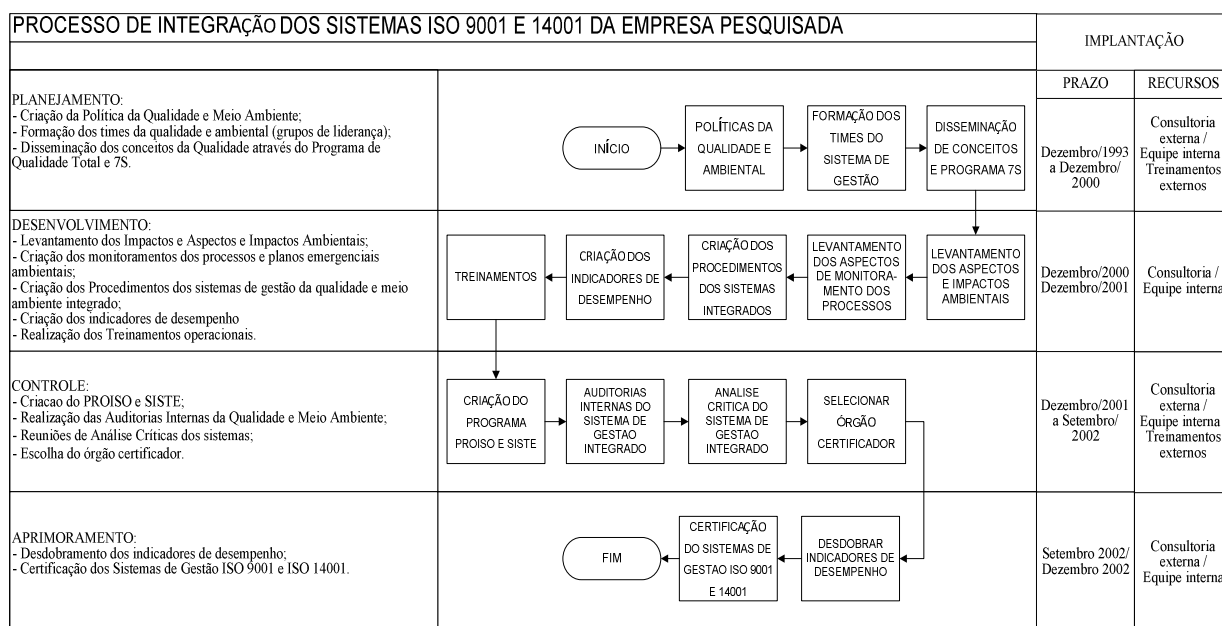 PROCESSO DE INTEGRAÇÃO DOS SISTEMAS ISO 9001 E 14001 DA EMPRESA PESQUISADA
IMPLANTAÇÃO
PRAZO
RECURSOS
PLANEJAMENTO:
- Criação da Política da Qualidade e Meio Ambiente;
- Formação dos times da qualidade e ambiental (grupos de liderança);
- Disseminação dos conceitos da Qualidade através do Programa de
Qualidade Total e 7S.
INÍCIO
POLÍTICAS DA
QUALIDADE E
AMBIENTAL
FORMAÇÃO DOS
TIMES DO
SISTEMA DE
GESTÃO
DISSEMINAÇÃO
DE CONCEITOS
E PROGRAMA 7S
Dezembro/1993
a Dezembro/
2000
Consultoria
externa /
Equipe interna
Treinamentos
externos
DESENVOLVIMENTO:
- Levantamento dos Impactos e Aspectos e Impactos Ambientais;
- Criação dos monitoramentos dos processos e planos emergenciais
ambientais;
- Criação dos Procedimentos dos sistemas de gestão da qualidade e meio
ambiente integrado;
- Criação dos indicadores de desempenho
- Realização dos Treinamentos operacionais.
TREINAMENTOS
CRIAÇÃO DOS
INDICADORES DE
DESEMPENHO
CRIAÇÃO DOS
PROCEDIMENTOS
DOS SISTEMAS
INTEGRADOS
LEVANTAMENTO
DOS ASPECTOS
DE MONITORA-
MENTO DOS
PROCESSOS
LEVANTAMENTO
DOS ASPECTOS
E IMPACTOS
AMBIENTAIS
Dezembro/2000
Dezembro/2001
Consultoria /
Equipe interna
CONTROLE:
- Criacao do PROISO e SISTE;
- Realização das Auditorias Internas da Qualidade e Meio Ambiente;
- Reuniões de Análise Críticas dos sistemas;
- Escolha do órgão certificador.
CRIAÇÃO DO
PROGRAMA
PROISO E SISTE
AUDITORIAS
INTERNAS DO
SISTEMA DE
GESTAO
INTEGRADO
ANALISE
CRITICA DO
SISTEMA DE
GESTAO
INTEGRADO
SELECIONAR
ÓRGÃO
CERTIFICADOR
Dezembro/2001
a Setembro/
2002
Consultoria
externa /
Equipe interna
Treinamentos
externos
APRIMORAMENTO:
- Desdobramento dos indicadores de desempenho;
- Certificação dos Sistemas de Gestão ISO 9001 e ISO 14001.
FIM
CERTIFICAÇÃO
DO SISTEMAS DE
GESTAO ISO 9001
E 14001
DESDOBRAR
INDICADORES DE
DESEMPENHO
Setembro 2002/
Dezembro 2002
Consultoria
externa /
Equipe interna